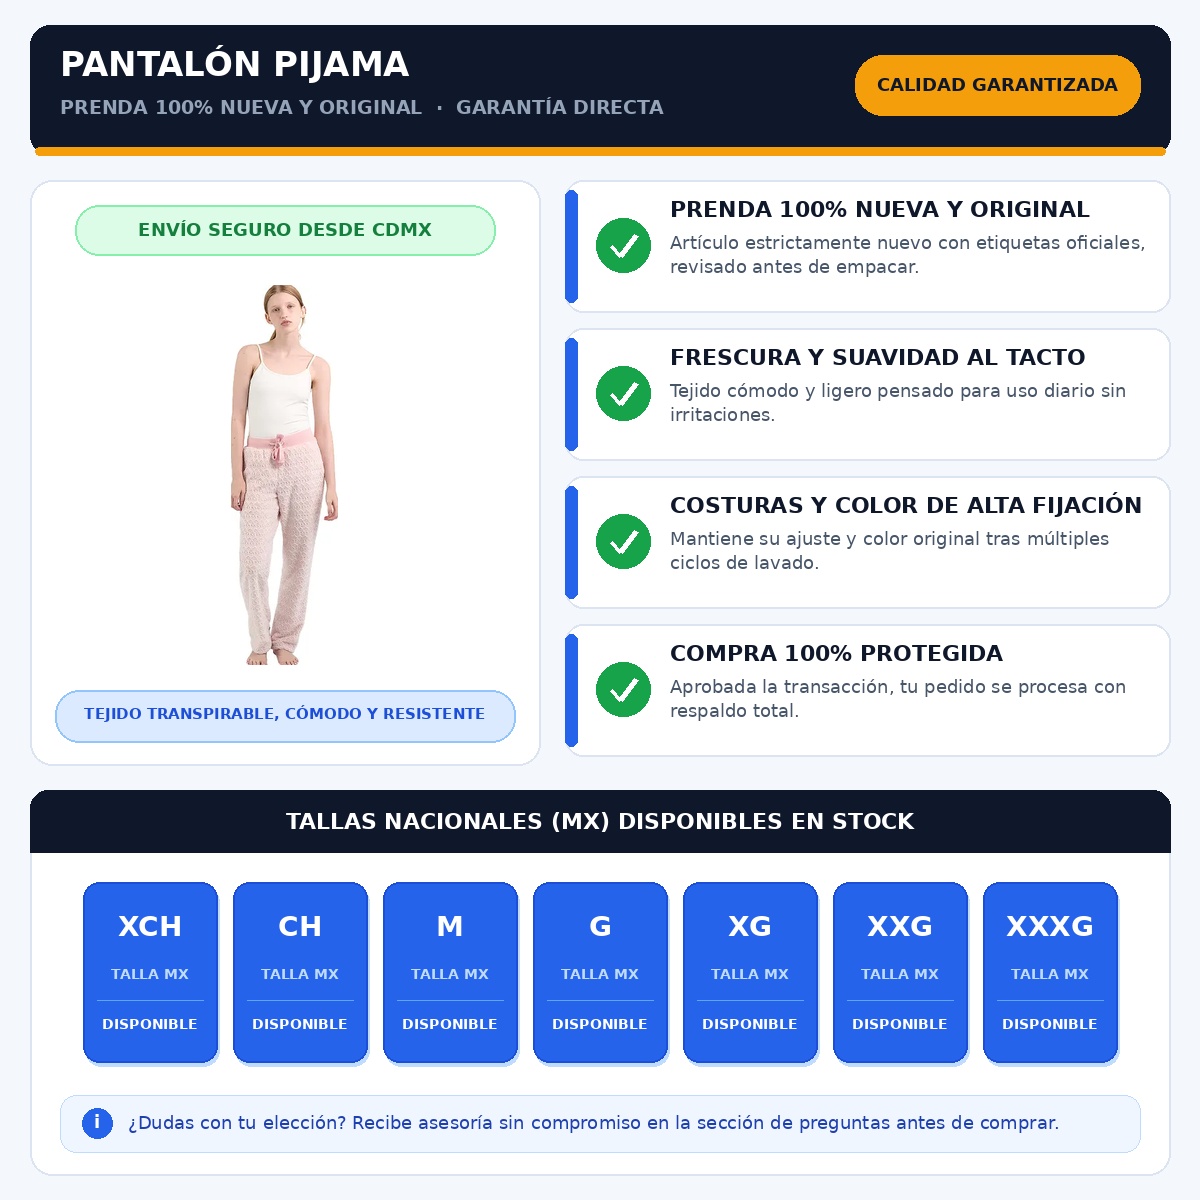 PANTALÓN PIJAMA
PRENDA 100% NUEVA Y ORIGINAL · GARANTÍA DIRECTA
CALIDAD GARANTIZADA
ENVÍO SEGURO DESDE CDMX
TEJIDO TRANSPIRABLE, CÓMODO Y RESISTENTE
PRENDA 100% NUEVA Y ORIGINAL
Artículo estrictamente nuevo con etiquetas oficiales,
revisado antes de empacar.
FRESCURA Y SUAVIDAD AL TACTO
Tejido cómodo y ligero pensado para uso diario sin
irritaciones.
COSTURAS Y COLOR DE ALTA FIJACIÓN
Mantiene su ajuste y color original tras múltiples
ciclos de lavado.
COMPRA 100% PROTEGIDA
Aprobada la transacción, tu pedido se procesa con
respaldo total.
TALLAS NACIONALES (MX) DISPONIBLES EN STOCK
XCH
TALLA MX
DISPONIBLE
CH
TALLA MX
DISPONIBLE
M
TALLA MX
DISPONIBLE
G
TALLA MX
DISPONIBLE
XG
TALLA MX
DISPONIBLE
XXG
TALLA MX
DISPONIBLE
XXXG
TALLA MX
DISPONIBLE
i ¿Dudas con tu elección? Recibe asesoría sin compromiso en la sección de preguntas antes de comprar.